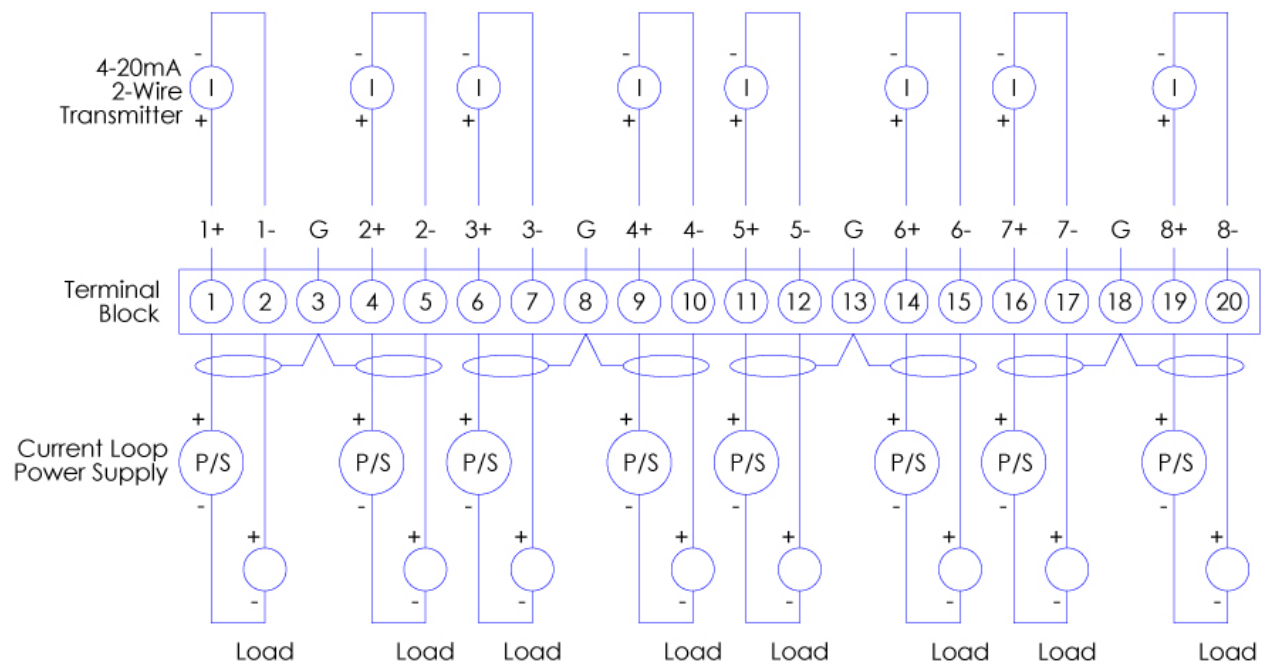 - - - - - - - -
4-20mA
2-Wire
Transmitter
I I I I I I I I
+ + + + + + + +
1+ 1- G 2+ 2- 3+ 3- G 4+ 4- 5+ 5- G 6+ 6- 7+ 7- G 8+ 8-
Terminal
Block
1 2 3 4 5 6 7 8 9 10 11 12 13 14 15 16 17 18 19 20
+ + + + + + + +
Current Loop
Power Supply
P/S P/S P/S P/S P/S P/S P/S P/S
- - - - - - - -
+ + + + + + + +
- - - - - - - -
Load Load Load Load Load Load Load Load